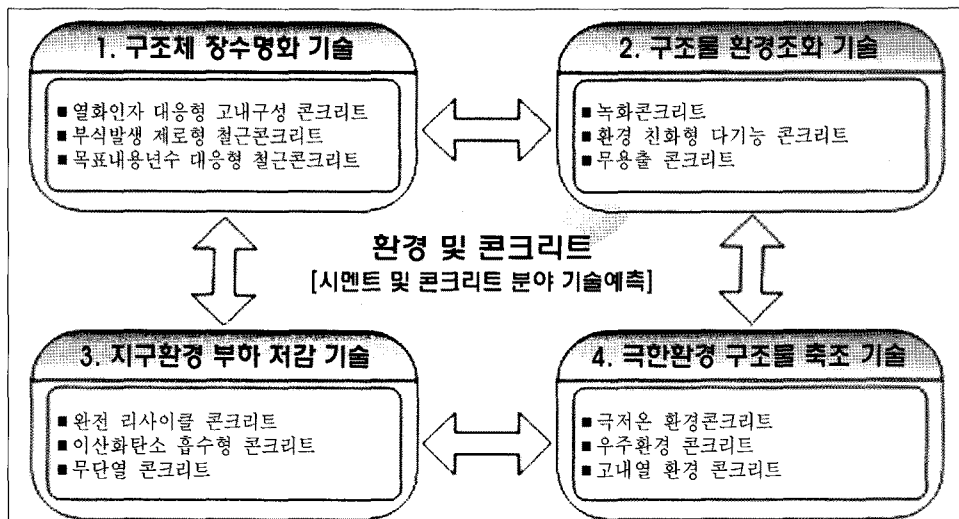 1. 구조체 장수명화 기술
■ 열화인자 대응형 고내구성 콘크리트
■ 부식발생 제로형 철근콘크리트
■ 목표내용년수 대응형 철근콘크리트
2. 구조물 환경조화 기술
■ 녹화콘크리트
■ 환경 친화형 다기능 콘크리트
■ 무용출 콘크리트
환경 및 콘크리트
[시멘트 및 콘크리트 분야 기술예측]
3. 지구환경 부하 저감 기술
■ 완전 리사이클 콘크리트
■ 이산화탄소 흡수형 콘크리트
■ 무단열 콘크리트
4. 극한환경 구조물 축조 기술
■ 극저온 환경콘크리트
■ 우주환경 콘크리트
■ 고내열 환경 콘크리트